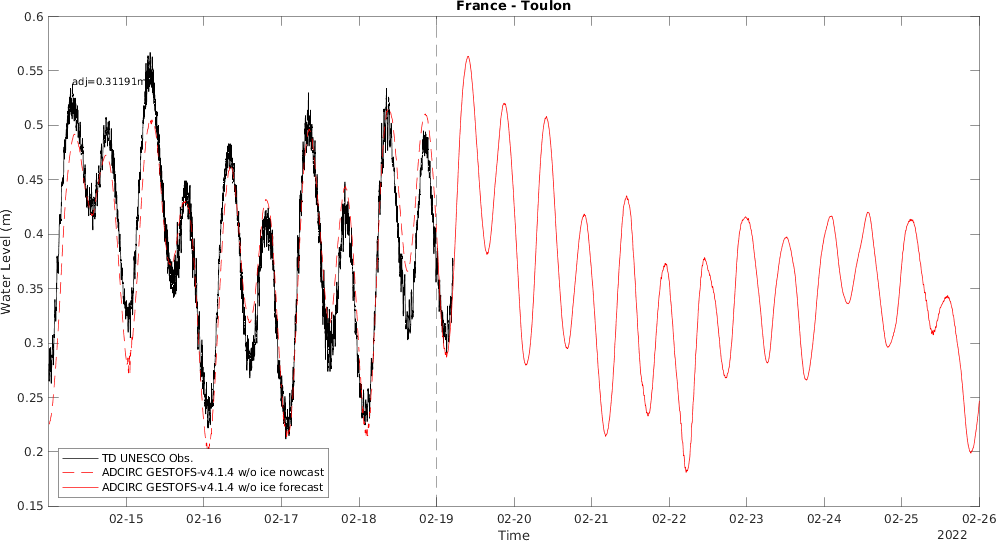 France - Toulon
0.6
0.55
adj=0.31191m
0.5
0.45
0.4
0.35
0.3
0.25
0.2
0.15
Water Level (m)
TD UNESCO Obs.
ADCIRC GESTOFS-v4.1.4 w/o ice nowcast
ADCIRC GESTOFS-v4.1.4 w/o ice forecast
02-15 02-16 02-17 02-18 02-19 02-20 02-21 02-22 02-23 02-24 02-25 02-26
Time
2022